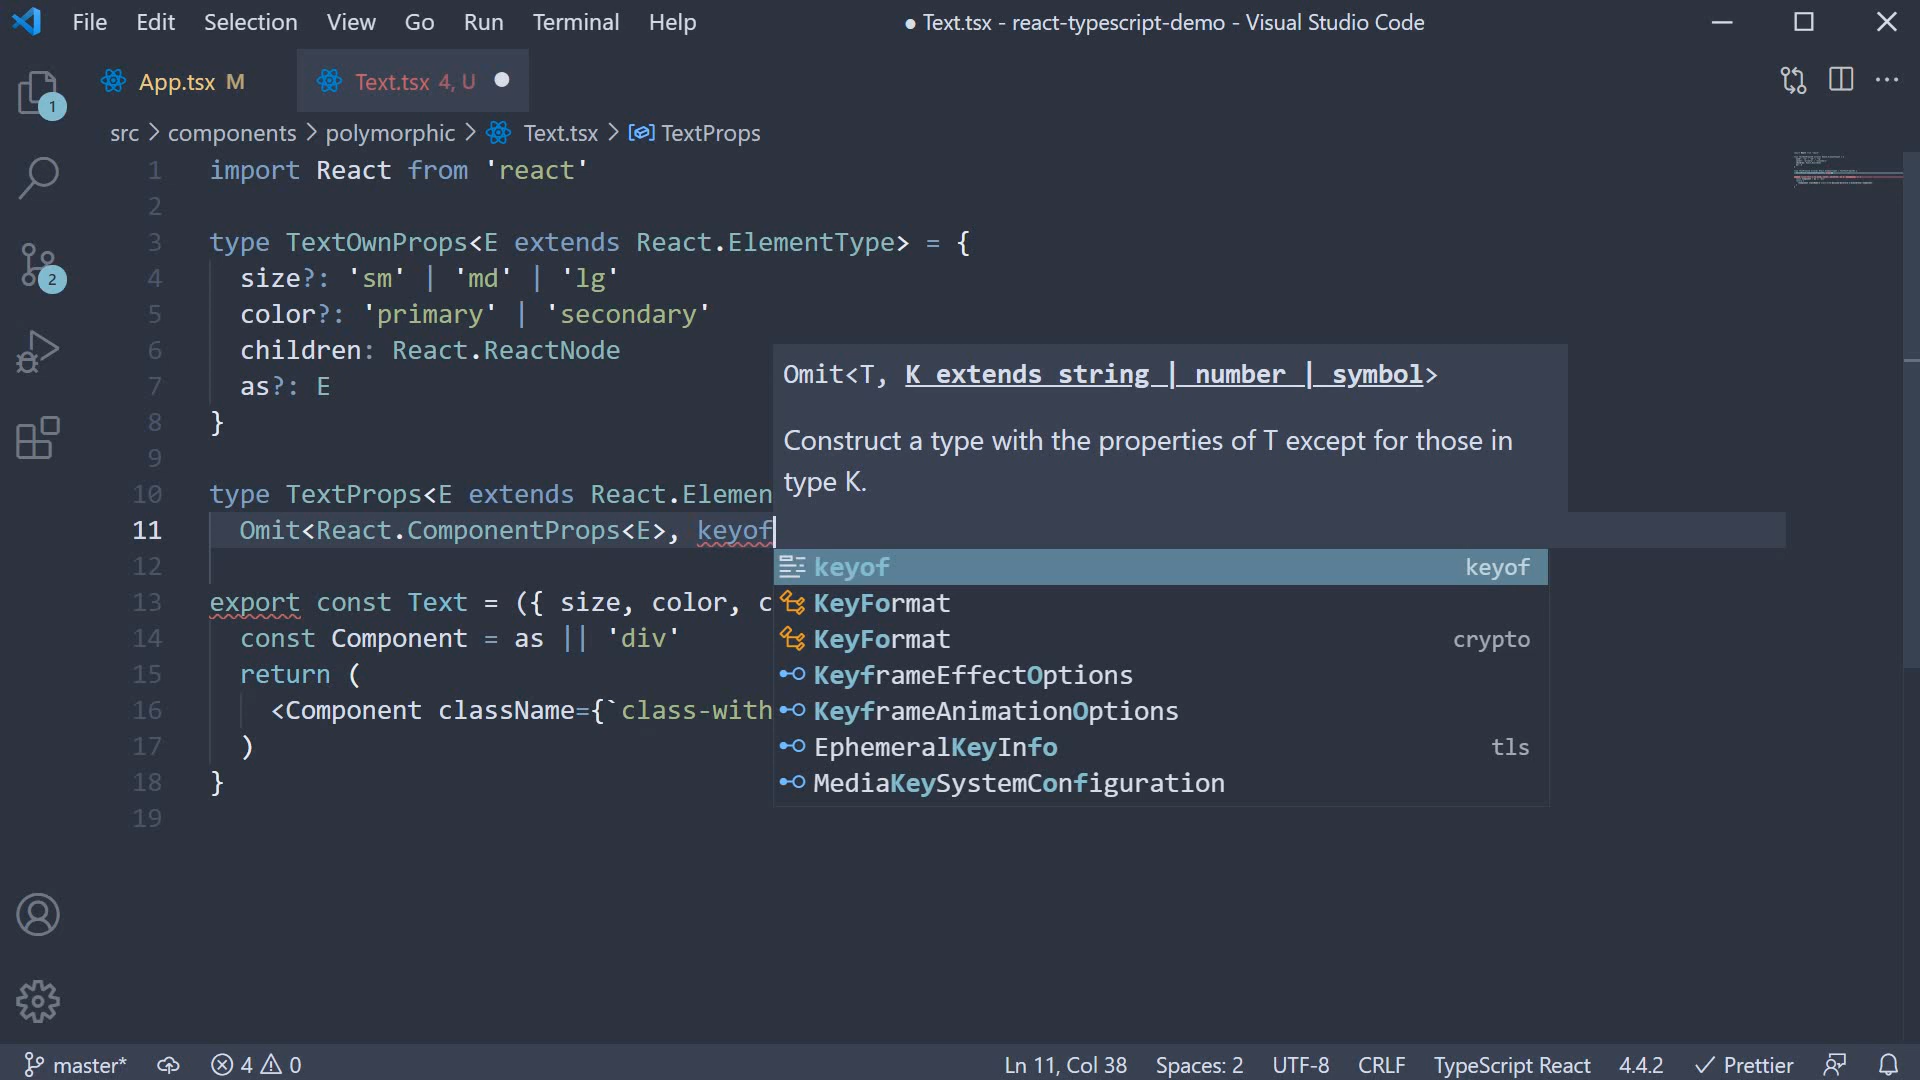 File Edit Selection View Go Run Terminal Help ● Text.tsx - react-typescript-demo - Visual Studio Code
App.tsx M Text.tsx 4, U
src > components > polymorphic > Text.tsx > TextProps
1
2
1 import React from 'react'
2
3 type TextOwnProps<E extends React.ElementType> = {
4 size?: 'sm' | 'md' | 'lg'
5 color?: 'primary' | 'secondary'
6 children: React.ReactNode
7 as?: E
8 }
9
10 type TextProps<E extends React.Elemen
11 Omit<React.ComponentProps<E>, keyof
12
13 export const Text = ({ size, color, c
14 const Component = as || 'div'
15 return (
16 <Component className={`class-with
17 )
18 }
19
Omit<T, K extends string | number | symbol>
Construct a type with the properties of T except for those in
type K.
keyof keyof
KeyFormat
KeyFormat crypto
KeyframeEffectOptions
KeyframeAnimationOptions
EphemeralKeyInfo tls
MediaKeySystemConfiguration
master* 4 0 Ln 11, Col 38 Spaces: 2 UTF-8 CRLF TypeScript React 4.4.2 Prettier